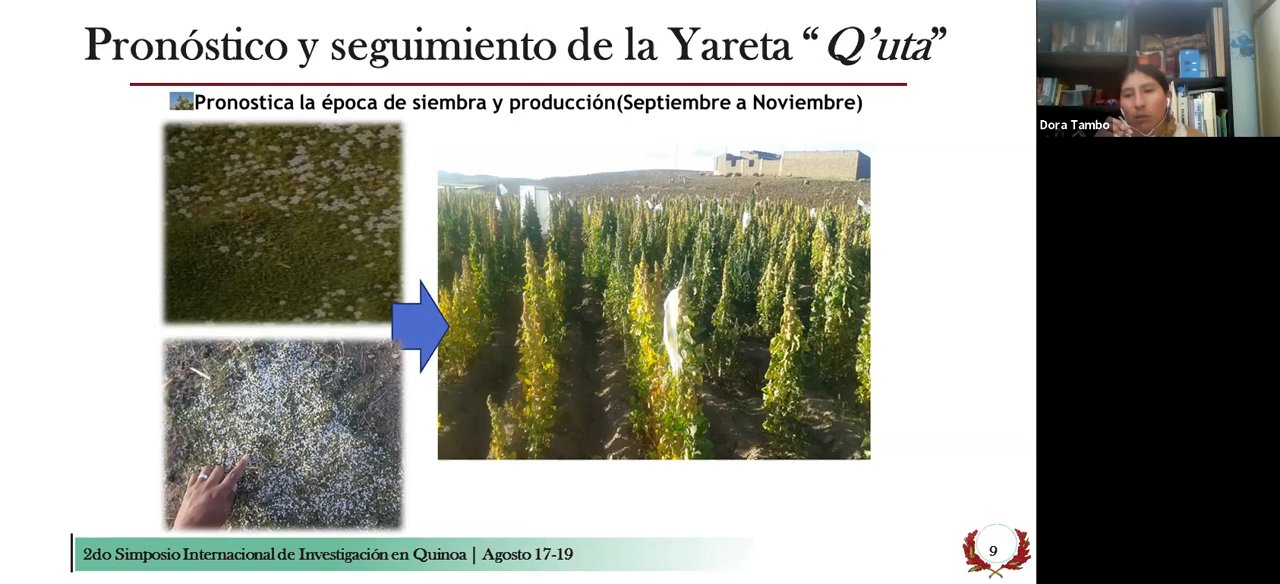 Pronóstico y seguimiento de la Yareta “Q’uta”
Pronostica la época de siembra y producción(Septiembre a Noviembre)
Dora Tambo
2do Simposio Internacional de Investigación en Quinoa | Agosto 17-19
9